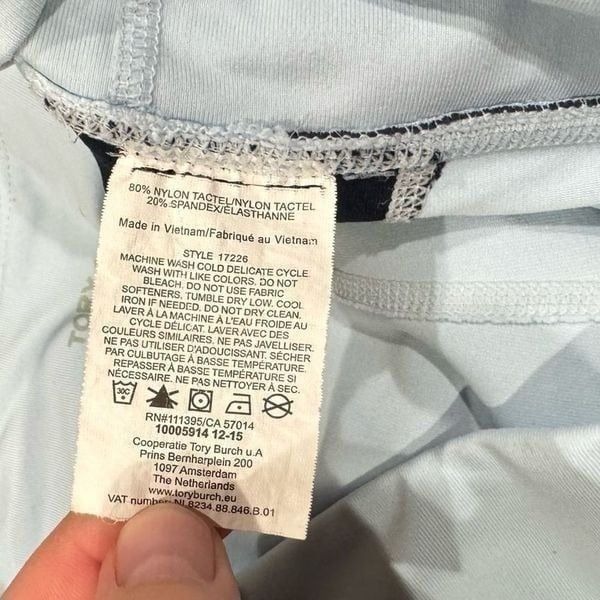 80% NYLON TACTEL/NYLON TACTEL
20% SPANDEX/ÉLASTHANNE
Made in Vietnam/Fabriqué au Vietnam
STYLE 17226
MACHINE WASH COLD DELICATE CYCLE.
WASH WITH LIKE COLORS. DO NOT
BLEACH. DO NOT USE FABRIC
SOFTENERS. TUMBLE DRY LOW. COOL
IRON IF NEEDED. DO NOT DRY CLEAN.
LAVER À LA MACHINE À L'EAU FROIDE AU
CYCLE DÉLICAT. LAVER AVEC DES
COULEURS SIMILAIRES. NE PAS JAVELLISER.
NE PAS UTILISER D'ADOUCISSANT. SÉCHER
PAR CULBUTAGE À BASSE TEMPÉRATURE.
REPASSER À BASSE TEMPÉRATURE SI
NÉCESSAIRE. NE PAS NETTOYER À SEC.
30C
RN#111395/CA 57014
10005914 12-15
Cooperatie Tory Burch u.A
Prins Bernharplein 200
1097 Amsterdam
The Netherlands
www.toryburch.eu
VAT number: NL8234.88.846.B.01
TORY